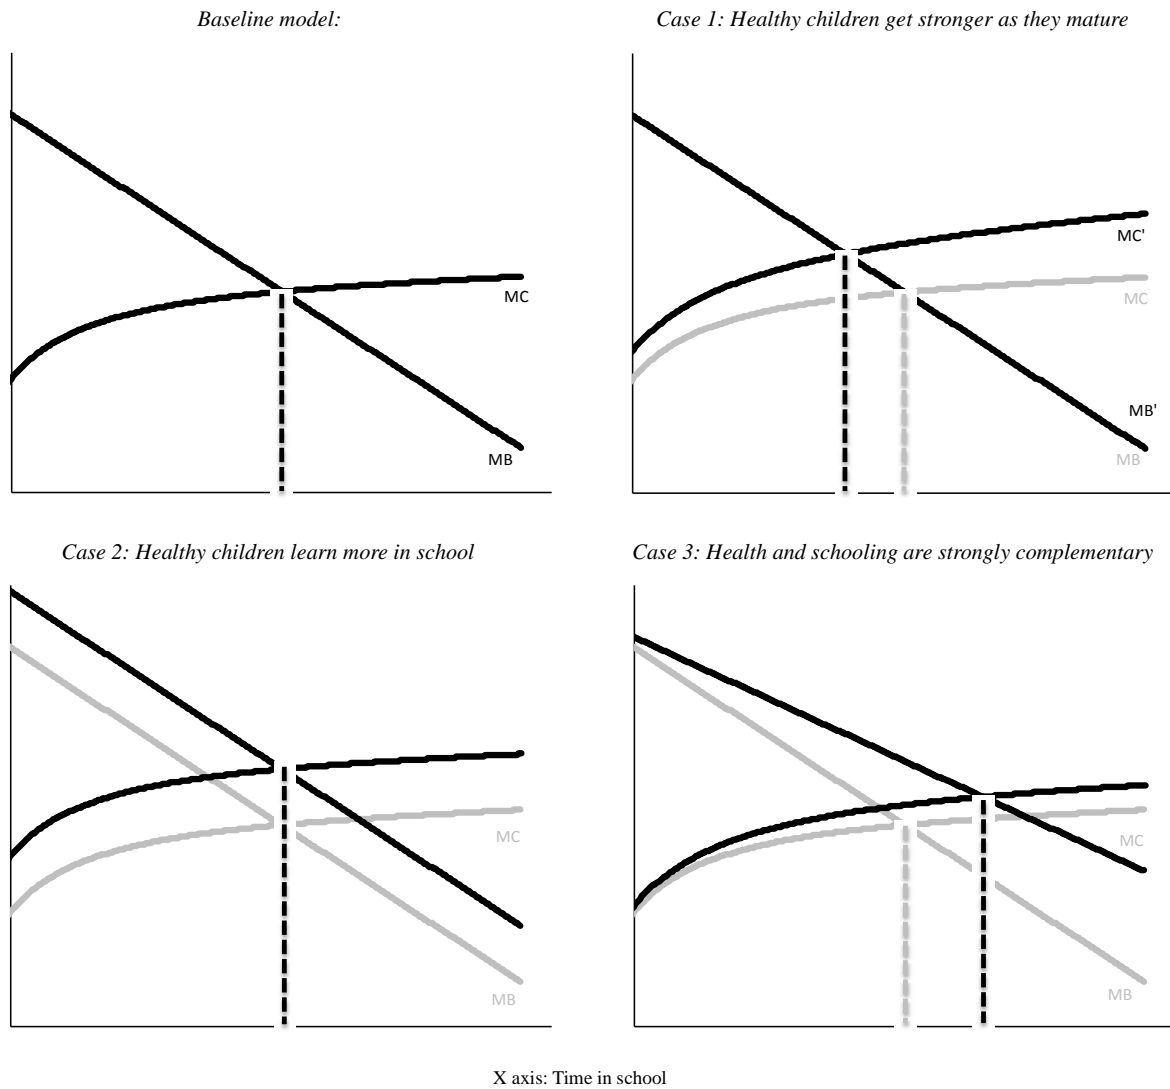 Baseline model:
Case 1: Healthy children get stronger as they mature
MC
MB
MC'
MC
MB'
MB
Case 2: Healthy children learn more in school
Case 3: Health and schooling are strongly complementary
MC
MB
MC
MB
X axis: Time in school